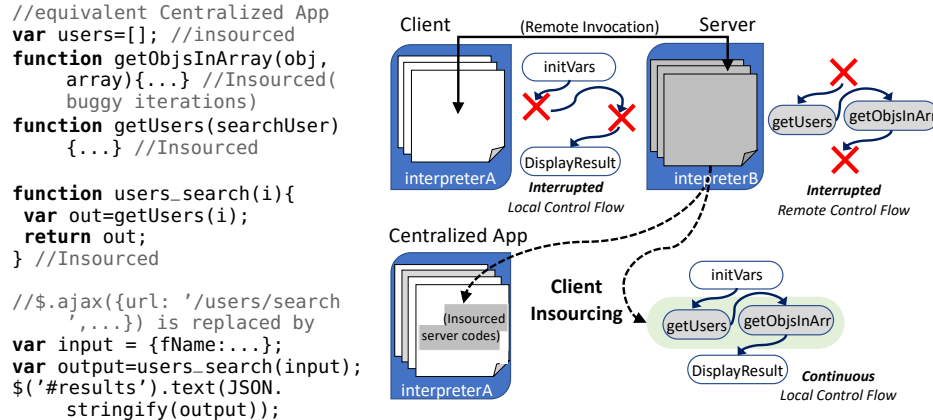 //equivalent Centralized App
var users=[]; //insourced
function getObjsInArray(obj,
array){...} //Insourced(
buggy iterations)
function getUsers(searchUser)
{...} //Insourced
function users_search(i){
var out=getUsers(i);
return out;
} //Insourced
//$.ajax({url: '/users/search
',...}) is replaced by
var input = {fName:...};
var output=users_search(input);
$('#results').text(JSON.
stringify(output));
Client
(Remote Invocation)
Server
initVars
getUsers
getObjsInArr
DisplayResult
interpreterA
Interrupted
Local Control Flow
intepreterB
Interrupted
Remote Control Flow
Centralized App
(Insourced
server codes)
interpreterA
Client
Insourcing
initVars
getUsers
getObjsInArr
DisplayResult
Continuous
Local Control Flow